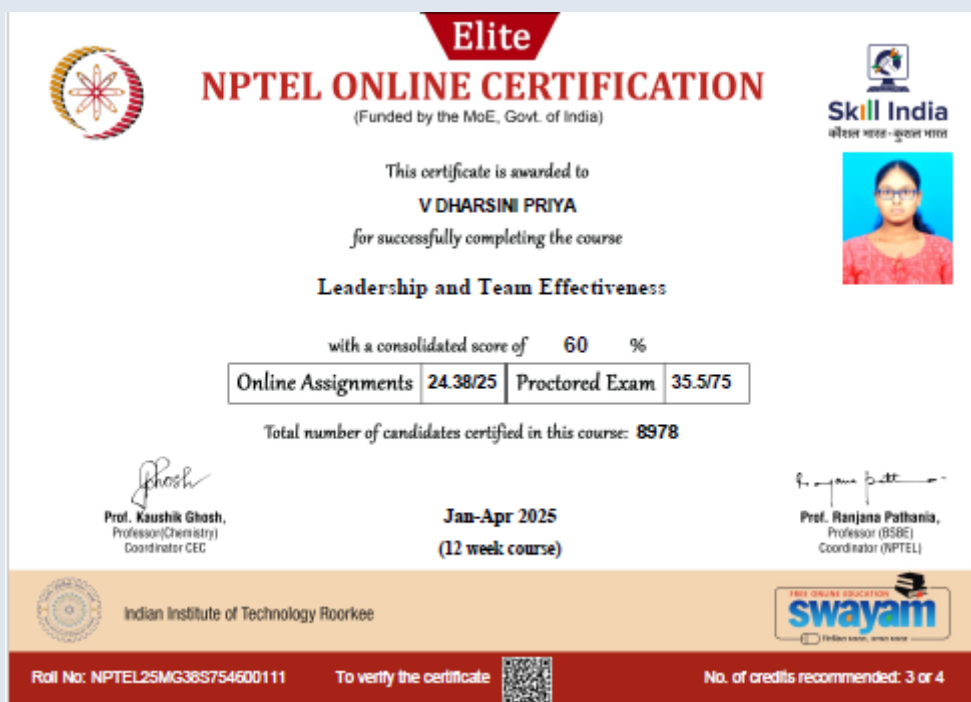 Elite
NPTEL ONLINE CERTIFICATION
(Funded by the MoE, Govt. of India)
Skill India
कौशल भारत - कुशल भारत
This certificate is awarded to
V DHARSINI PRIYA
for successfully completing the course
Leadership and Team Effectiveness
with a consolidated score of 60 %
Online Assignments 24.38/25 Proctored Exam 35.5/75
Total number of candidates certified in this course: 8978
Prof. Kaushik Ghosh,
Professor(Chemistry)
Coordinator CEC
Jan-Apr 2025
(12 week course)
Prof. Ranjana Pathania,
Professor (BSBE)
Coordinator (NPTEL)
Indian Institute of Technology Roorkee
FREE ONLINE EDUCATION
swayam
Roll No: NPTEL25MG38S754600111 To verify the certificate No. of credits recommended: 3 or 4